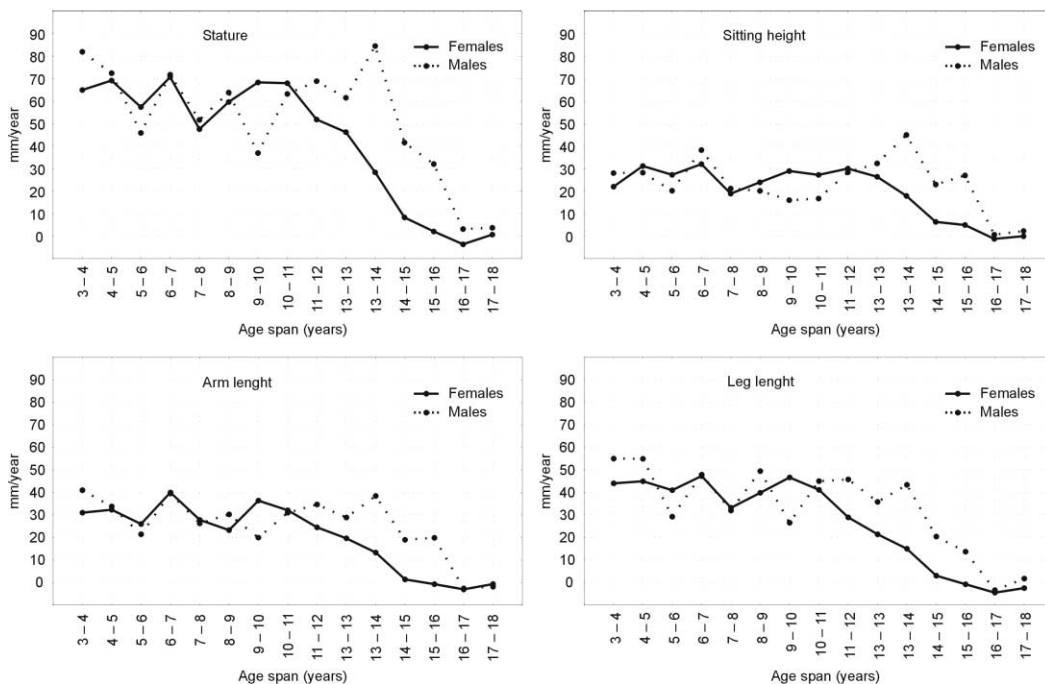 Stature
Females
Males
90
80
70
60
50
40
30
20
10
0
mm/year
3 – 4
4 – 5
5 – 6
6 – 7
7 – 8
8 – 9
9 – 10
10 – 11
11 – 12
13 – 13
13 – 14
14 – 15
15 – 16
16 – 17
17 – 18
Age span (years)
Sitting height
Females
Males
90
80
70
60
50
40
30
20
10
0
mm/year
3 – 4
4 – 5
5 – 6
6 – 7
7 – 8
8 – 9
9 – 10
10 – 11
11 – 12
13 – 13
13 – 14
14 – 15
15 – 16
16 – 17
17 – 18
Age span (years)
Arm lenght
Females
Males
90
80
70
60
50
40
30
20
10
0
mm/year
3 – 4
4 – 5
5 – 6
6 – 7
7 – 8
8 – 9
9 – 10
10 – 11
11 – 12
13 – 13
13 – 14
14 – 15
15 – 16
16 – 17
17 – 18
Age span (years)
Leg lenght
Females
Males
90
80
70
60
50
40
30
20
10
0
mm/year
3 – 4
4 – 5
5 – 6
6 – 7
7 – 8
8 – 9
9 – 10
10 – 11
11 – 12
13 – 13
13 – 14
14 – 15
15 – 16
16 – 17
17 – 18
Age span (years)